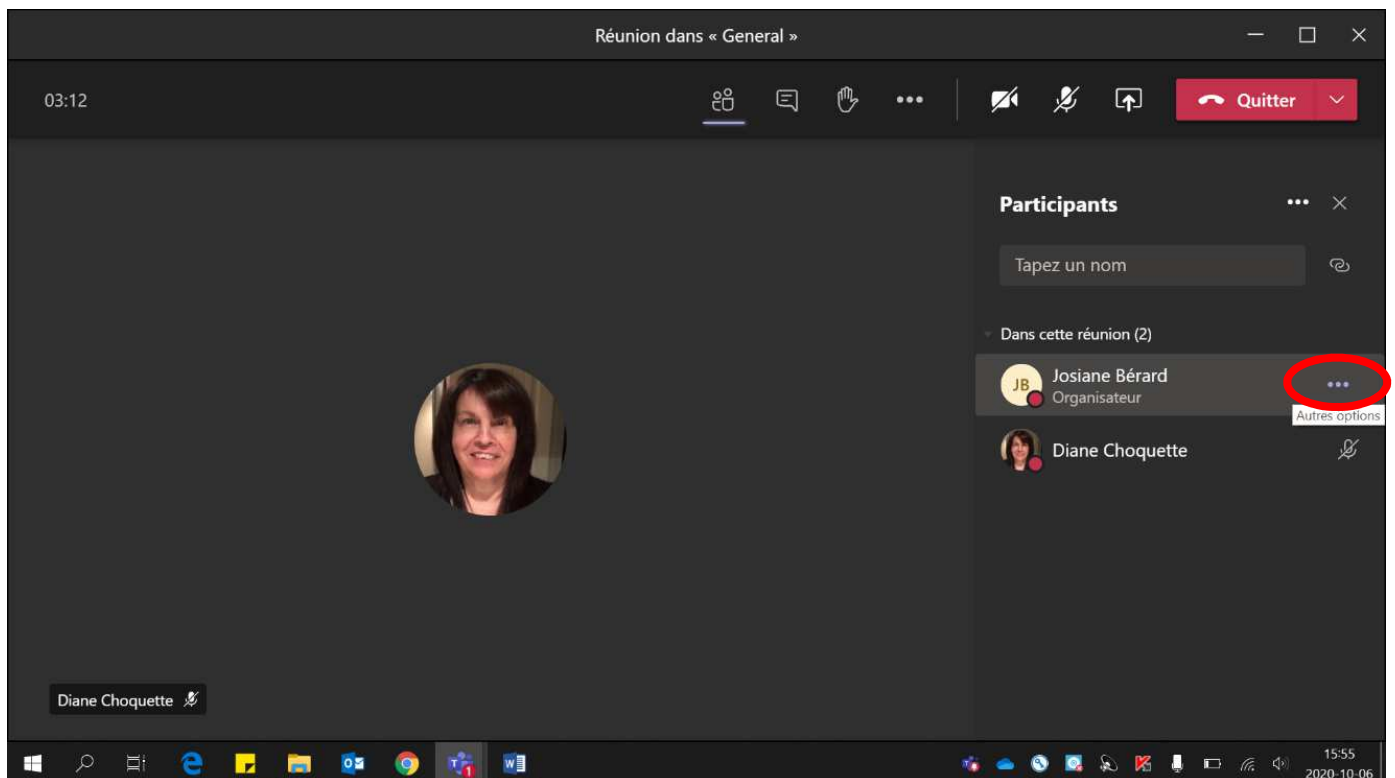 Réunion dans « General »
03:12
Quitter
Participants
Tapez un nom
Dans cette réunion (2)
JB
Josiane Bérard
Organisateur
Autres options
Diane Choquette
Diane Choquette
15:55
2020-10-06